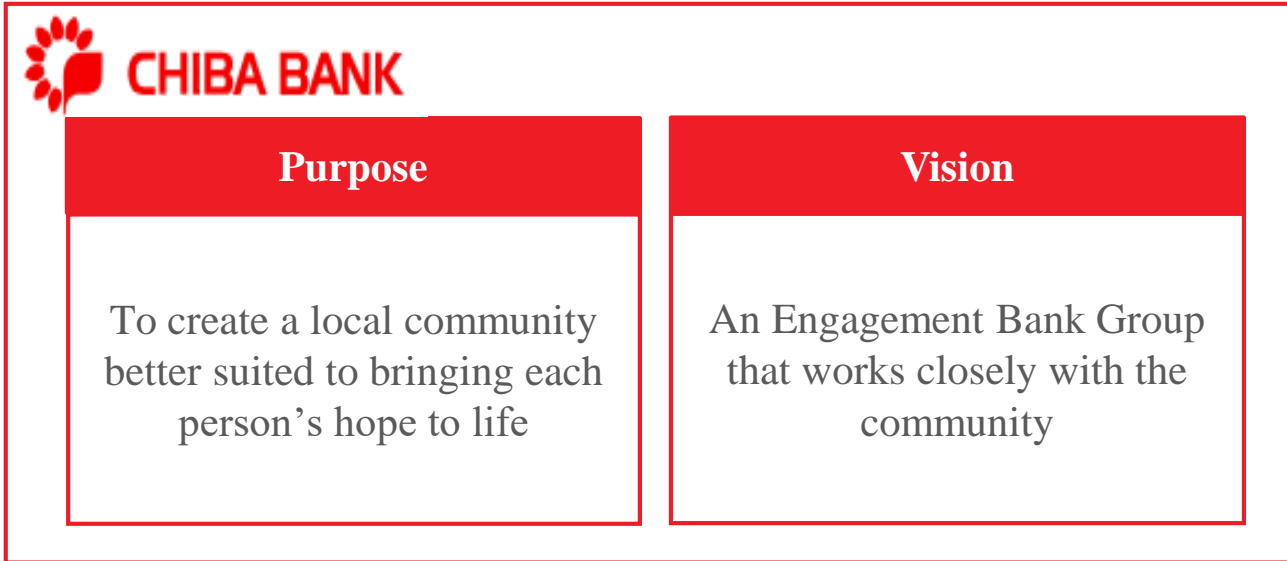 CHIBA BANK
Purpose
To create a local community
better suited to bringing each
person’s hope to life
Vision
An Engagement Bank Group
that works closely with the
community